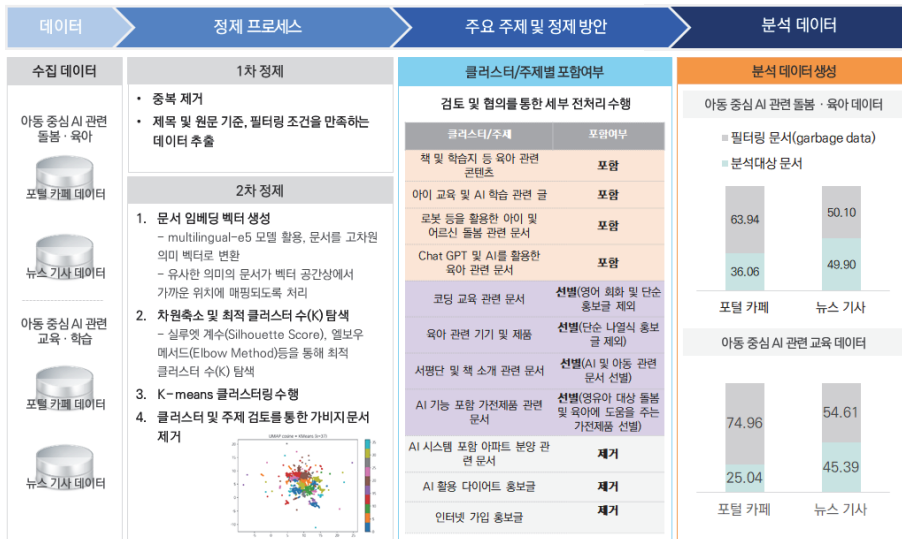 데이터
정제 프로세스
주요 주제 및 정제 방안
분석 데이터
수집 데이터
아동 중심 AI 관련
돌봄 · 육아
포털 카페 데이터
뉴스 기사 데이터
아동 중심 AI 관련
교육 · 학습
포털 카페 데이터
뉴스 기사 데이터
1차 정제
• 중복 제거
• 제목 및 원문 기준, 필터링 조건을 만족하는
데이터 추출
2차 정제
1. 문서 임베딩 벡터 생성
- multilingual-e5 모델 활용, 문서를 고차원
의미 벡터로 변환
- 유사한 의미의 문서가 벡터 공간상에서
가까운 위치에 매핑되도록 처리
2. 차원축소 및 최적 클러스터 수(K) 탐색
- 실루엣 계수(Silhouette Score), 엘보우
메서드(Elbow Method)등을 통해 최적
클러스터 수(K) 탐색
3. K-means 클러스터링 수행
4. 클러스터 및 주제 검토를 통한 가비지 문서
제거
클러스터/주제별 포함여부
검토 및 협의를 통한 세부 전처리 수행
클러스터/주제 포함여부
책 및 학습지 등 육아 관련
콘텐츠
포함
아이 교육 및 AI 학습 관련 글 포함
로봇 등을 활용한 아이 및
어르신 돌봄 관련 문서
포함
Chat GPT 및 AI를 활용한
육아 관련 문서
포함
코딩 교육 관련 문서
선별(영어 회화 및 단순
홍보글 제외
육아 관련 기기 및 제품
선별(단순 나열식 홍보
글 제외)
서평단 및 책 소개 관련 문서
선별(AI 및 아동 관련
문서 선별)
AI 기능 포함 가전제품 관련
문서
선별(영유아 대상 돌봄
및 육아에 도움을 주는
가전제품 선별)
AI 시스템 포함 아파트 분양 관
련 문서
제거
AI 활용 다이어트 홍보글 제거
인터넷 가입 홍보글 제거
분석 데이터 생성
아동 중심 AI 관련 돌봄 · 육아 데이터
필터링 문서(garbage data)
분석대상 문서
63.94
36.06
50.10
49.90
포털 카페
뉴스 기사
아동 중심 AI 관련 교육 데이터
74.96
25.04
54.61
45.39
포털 카페
뉴스 기사